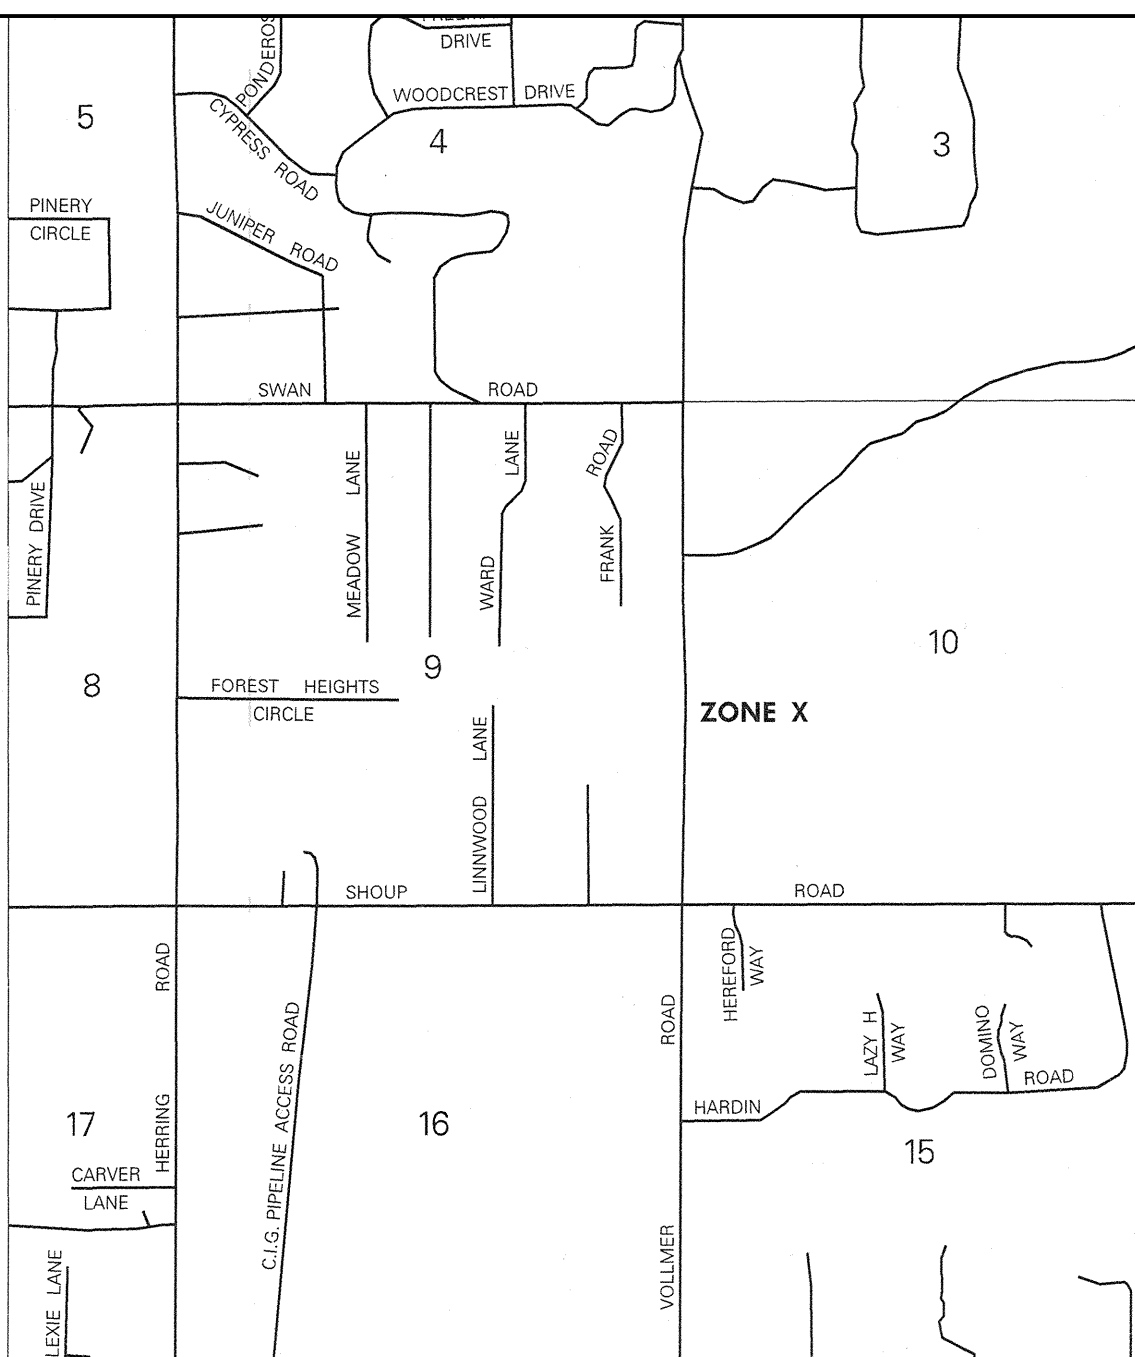 DRIVE
PONDEROS
WOODCREST DRIVE
5
CYPRESS ROAD
4
3
PINERY
CIRCLE
JUNIPER ROAD
SWAN ROAD
MEADOW LANE
WARD LANE
FRANK ROAD
PINERY DRIVE
10
9
8
FOREST HEIGHTS
CIRCLE
ZONE X
LINNWOOD LANE
SHOUP ROAD
HERRING ROAD
HEREFORD
WAY
LAZY H
WAY
DOMINO
WAY
C.I.G. PIPELINE ACCESS ROAD
VOLLMER ROAD
HARDIN ROAD
17
16
15
CARVER
LANE
LEXIE LANE